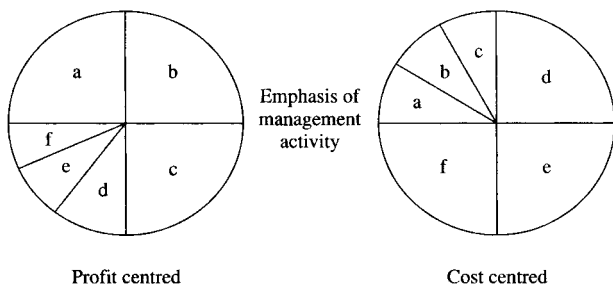 a
b
f
e
d
c
Emphasis of
management
activity
c
b
a
d
f
e
Profit centred
Cost centred